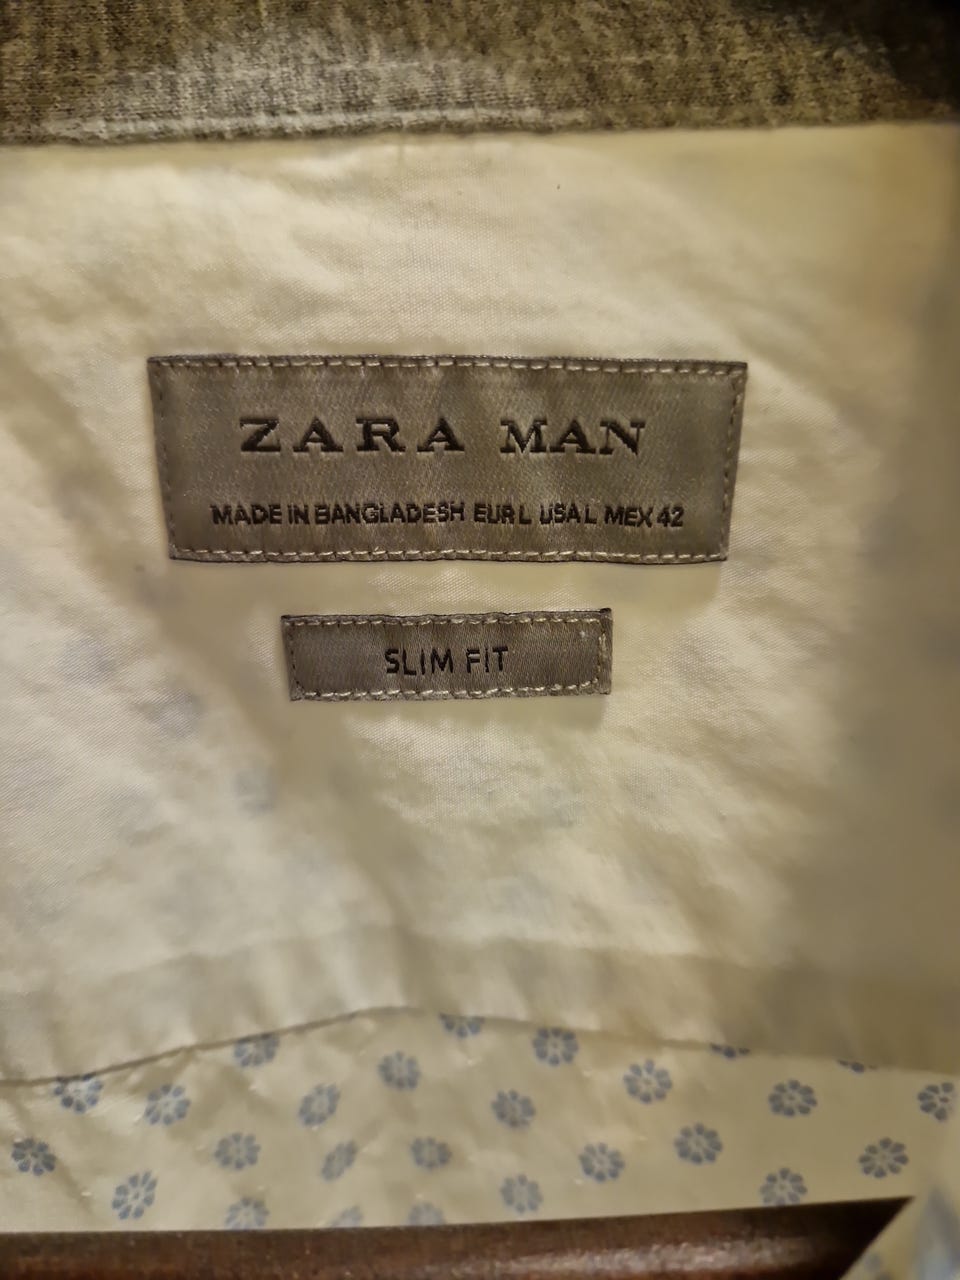 ZARA MAN
MADE IN BANGLADESH EUR L USA L MEX 42
SLIM FIT